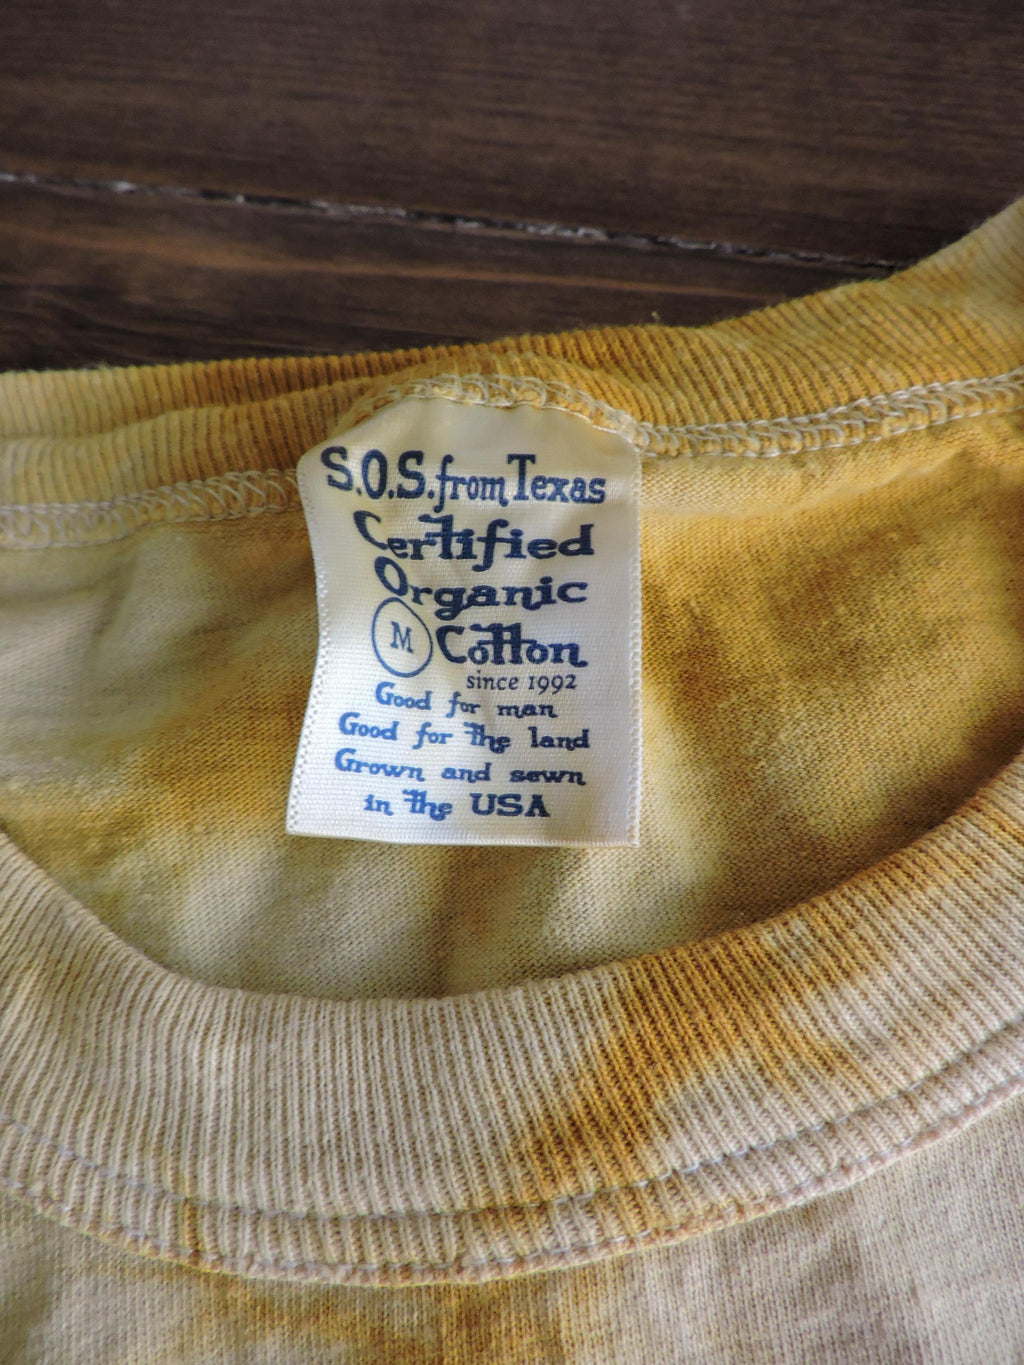 S.O.S. from Texas
Certified
Organic
M Cotton
since 1992
Good for man
Good for the land
Grown and sewn
in the USA